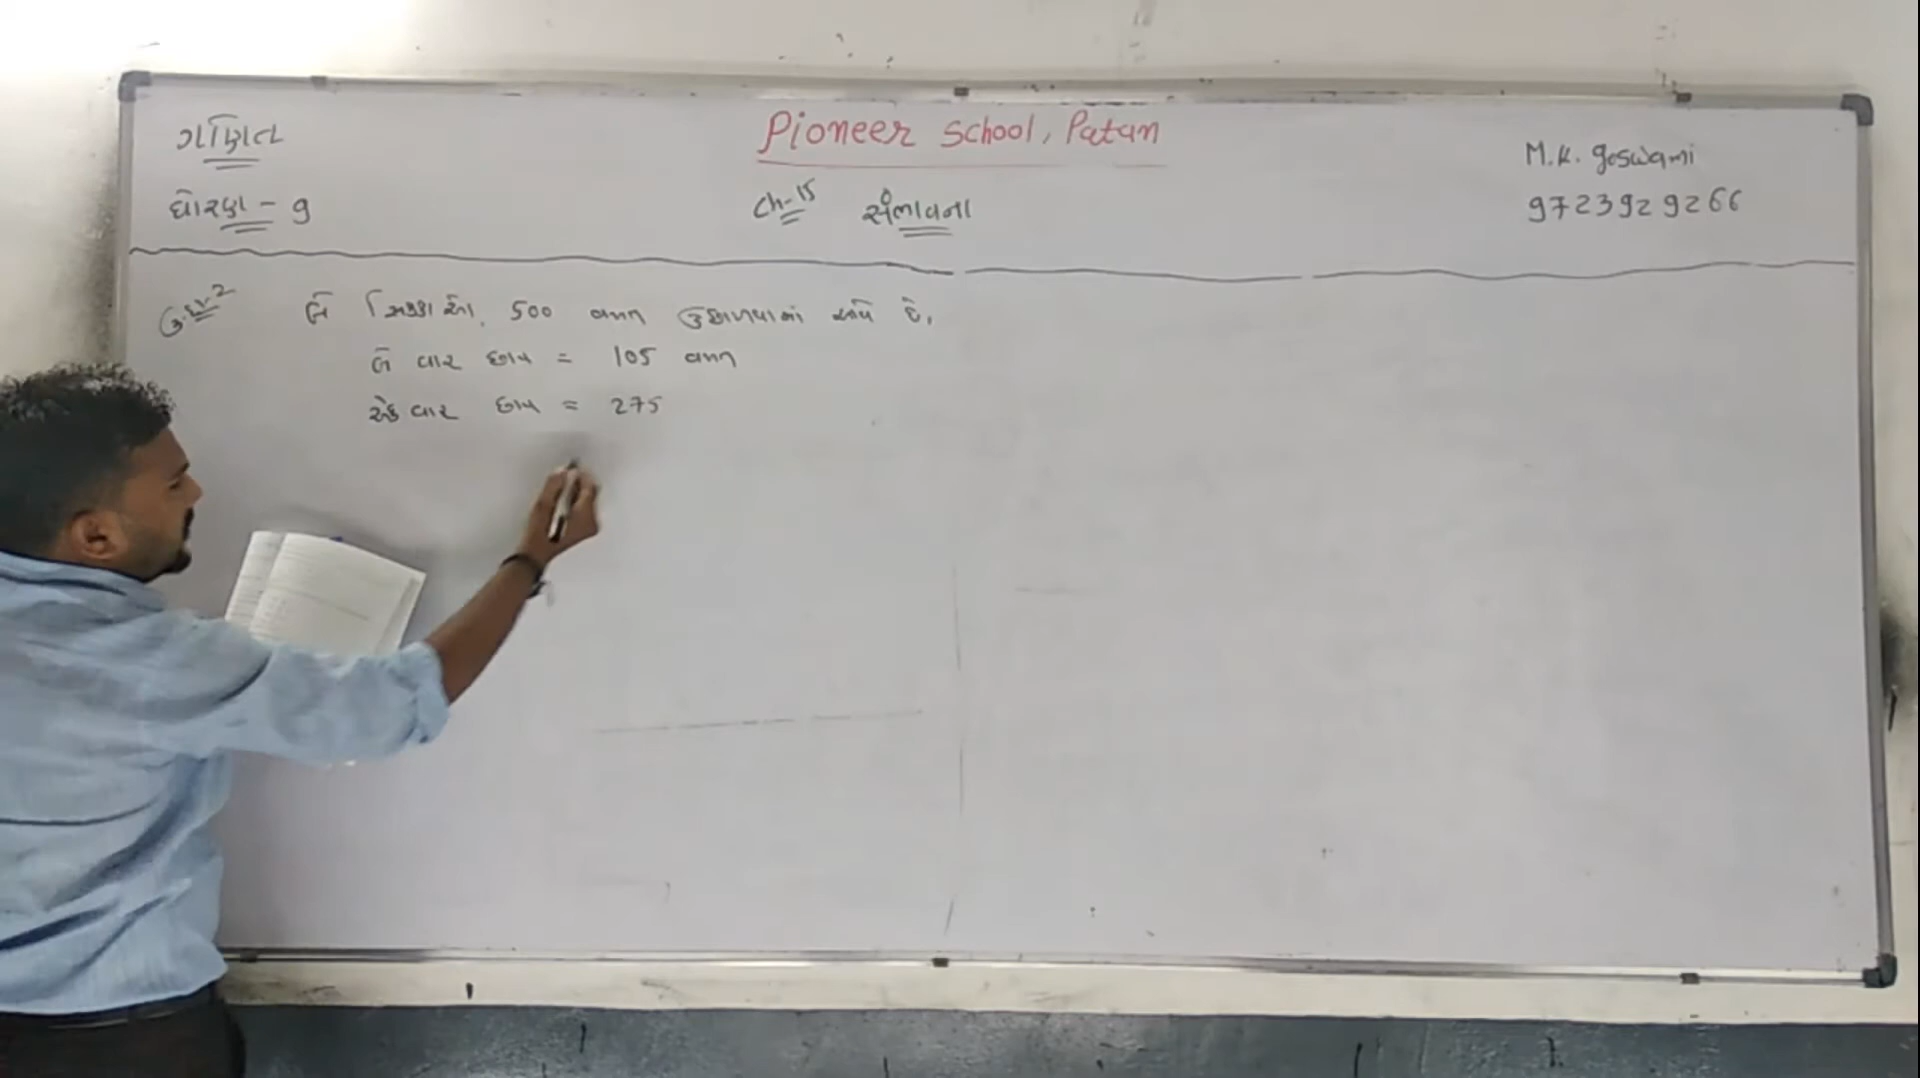 ગણિત
ધોરણ - 9
Pioneer School, Patan
Ch-15 સંભાવના
M.K. Goswami
9723929266
ઉદા-2 બે સિક્કાઓને 500 વખત ઉછાળવામાં આવે છે,
બે વાર છાપ = 105 વખત
એક વાર છાપ = 275